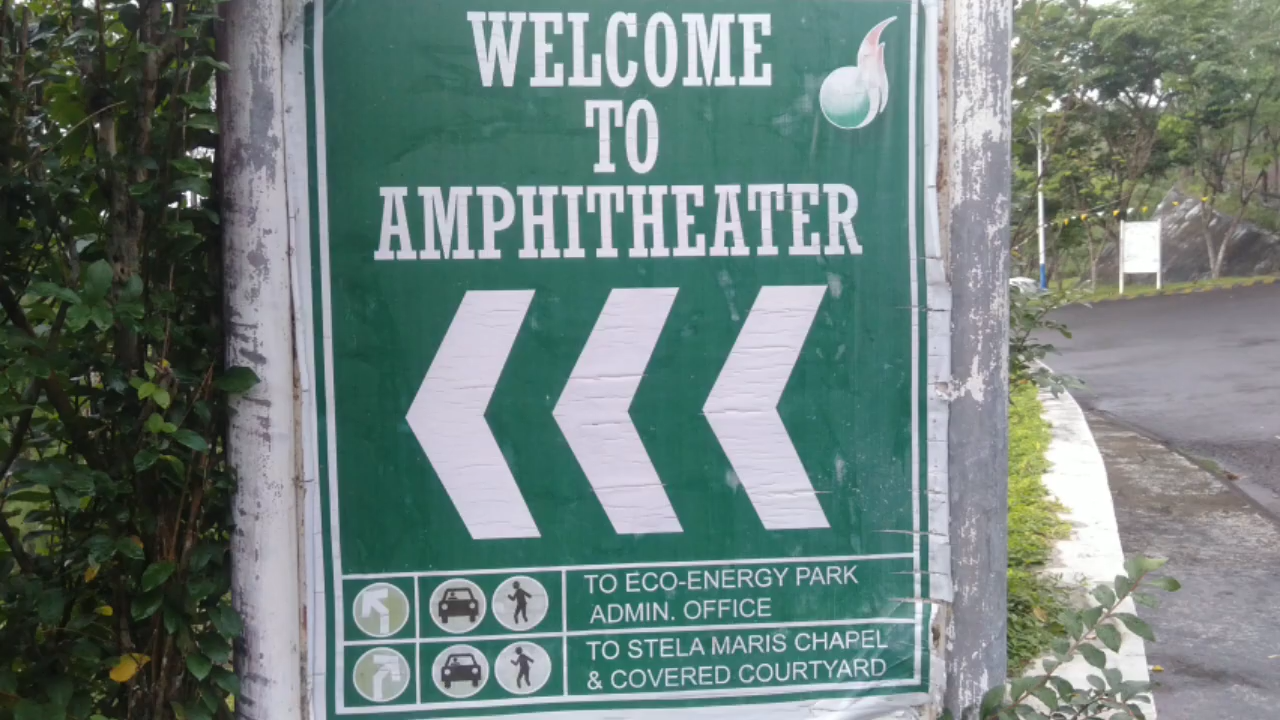 WELCOME
TO
AMPHITHEATER
TO ECO-ENERGY PARK
ADMIN. OFFICE
TO STELA MARIS CHAPEL
& COVERED COURTYARD